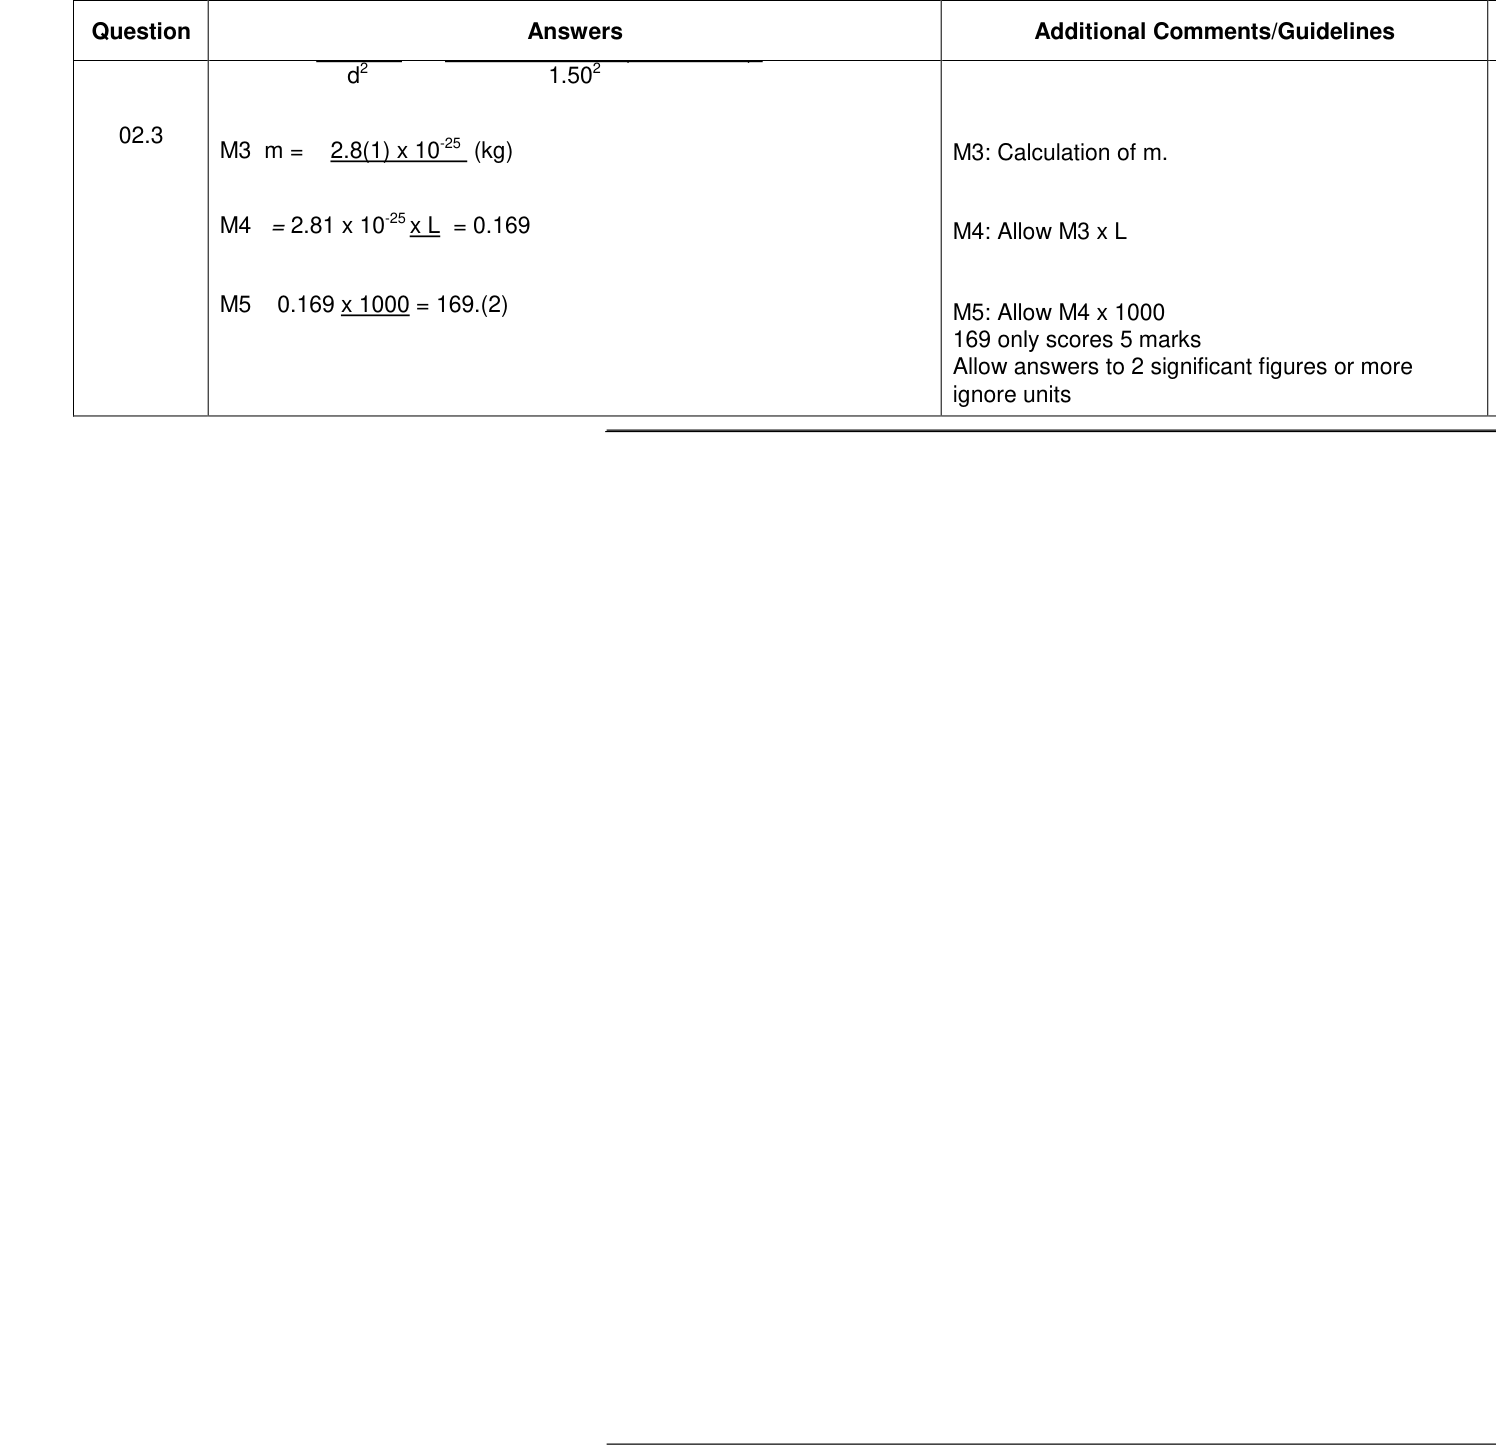 Question Answers Additional Comments/Guidelines
d² 1.50²
02.3
M3 m = 2.8(1) x 10⁻²⁵ (kg) M3: Calculation of m.
M4 = 2.81 x 10⁻²⁵ x L = 0.169 M4: Allow M3 x L
M5 0.169 x 1000 = 169.(2) M5: Allow M4 x 1000
169 only scores 5 marks
Allow answers to 2 significant figures or more
ignore units